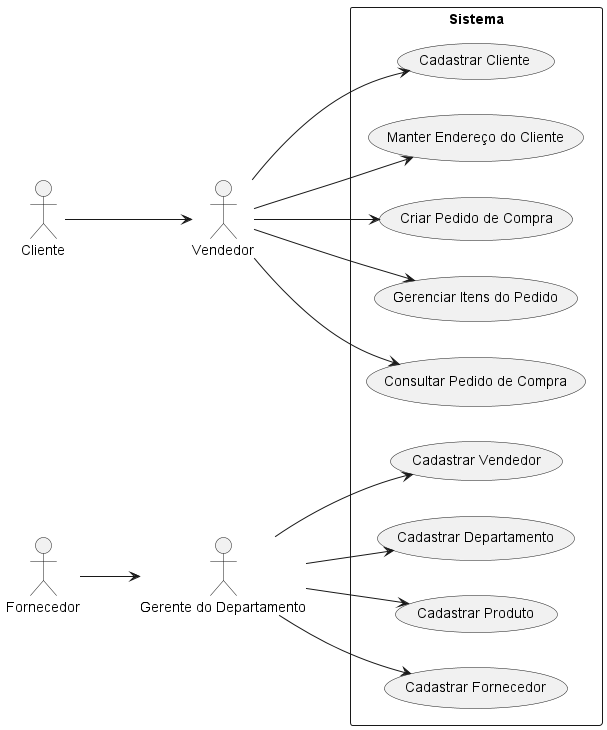 Sistema
Cadastrar Cliente
Manter Endereço do Cliente
Criar Pedido de Compra
Cliente
Vendedor
Gerenciar Itens do Pedido
Consultar Pedido de Compra
Cadastrar Vendedor
Cadastrar Departamento
Fornecedor
Gerente do Departamento
Cadastrar Produto
Cadastrar Fornecedor